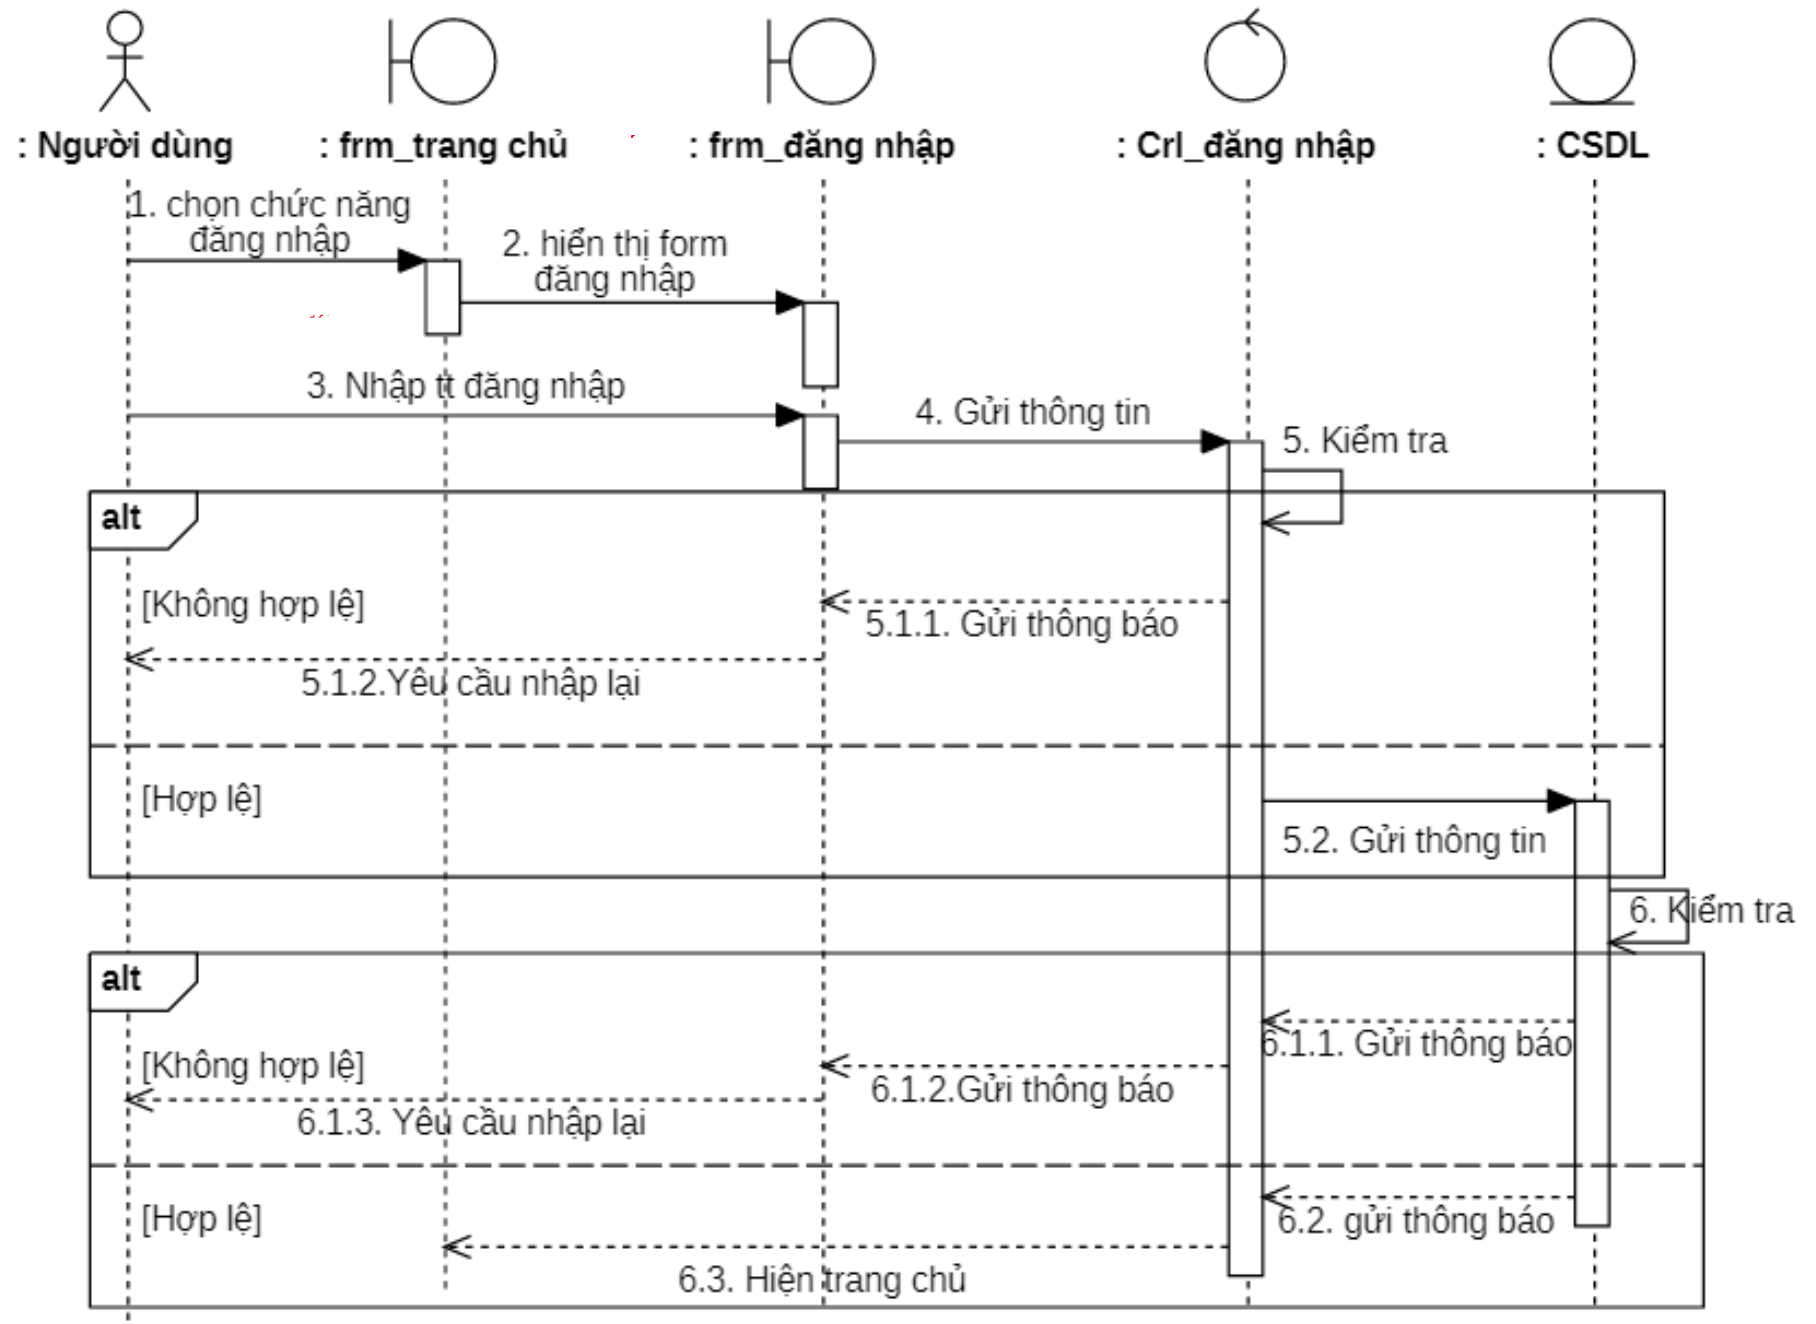 : Người dùng
: frm_trang chủ
: frm_đăng nhập
: Crl_đăng nhập
: CSDL
1. chọn chức năng
đăng nhập
2. hiển thị form
đăng nhập
3. Nhập tt đăng nhập
4. Gửi thông tin
5. Kiểm tra
alt
[Không hợp lệ]
5.1.1. Gửi thông báo
5.1.2.Yêu cầu nhập lại
[Hợp lệ]
5.2. Gửi thông tin
6. Kiểm tra
alt
6.1.1. Gửi thông báo
[Không hợp lệ]
6.1.2.Gửi thông báo
6.1.3. Yêu cầu nhập lại
[Hợp lệ]
6.2. gửi thông báo
6.3. Hiện trang chủ